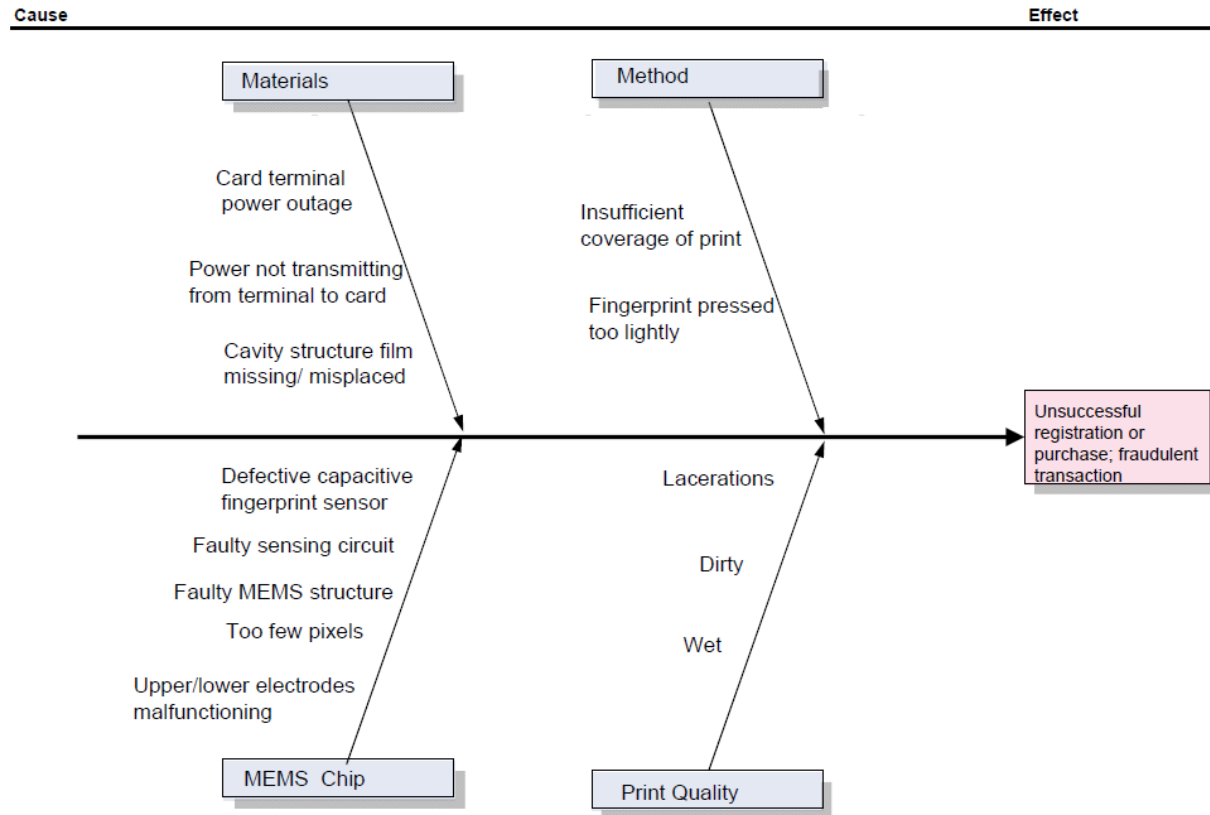 Cause
Effect
Materials
Method
Card terminal
power outage
Power not transmitting
from terminal to card
Cavity structure film
missing/ misplaced
Insufficient
coverage of print
Fingerprint pressed
too lightly
Unsuccessful
registration or
purchase; fraudulent
transaction
Defective capacitive
fingerprint sensor
Faulty sensing circuit
Faulty MEMS structure
Too few pixels
Upper/lower electrodes
malfunctioning
Lacerations
Dirty
Wet
MEMS Chip
Print Quality